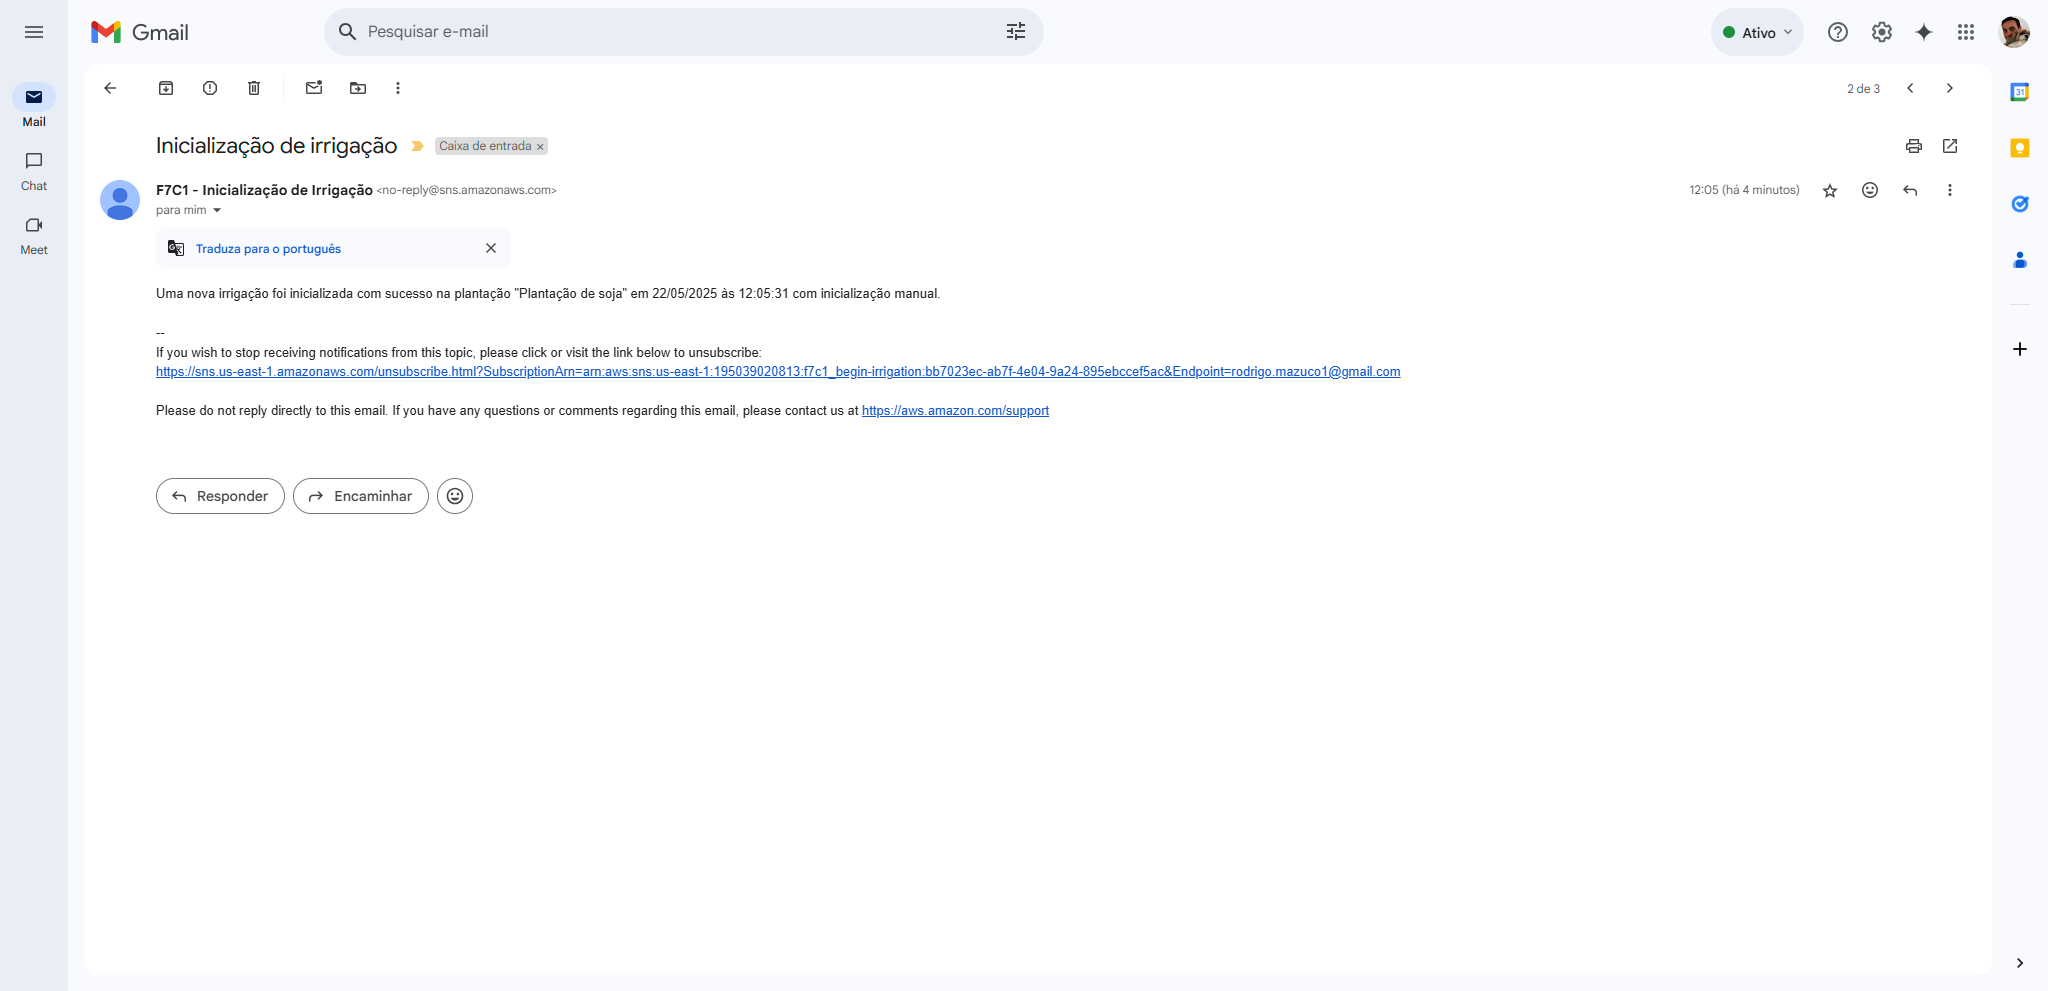 Gmail
Pesquisar e-mail
Ativo
Mail
Chat
Meet
2 de 3
31
Inicialização de irrigação
Caixa de entrada ×
F7C1 - Inicialização de Irrigação <no-reply@sns.amazonaws.com>
12:05 (há 4 minutos)
para mim
Traduza para o português
Uma nova irrigação foi inicializada com sucesso na plantação "Plantação de soja" em 22/05/2025 às 12:05:31 com inicialização manual.
--
If you wish to stop receiving notifications from this topic, please click or visit the link below to unsubscribe:
https://sns.us-east-1.amazonaws.com/unsubscribe.html?SubscriptionArn=arn:aws:sns:us-east-1:195039020813:f7c1_begin-irrigation:bb7023ec-ab7f-4e04-9a24-895ebccef5ac&Endpoint=rodrigo.mazuco1@gmail.com
Please do not reply directly to this email. If you have any questions or comments regarding this email, please contact us at https://aws.amazon.com/support
Responder
Encaminhar